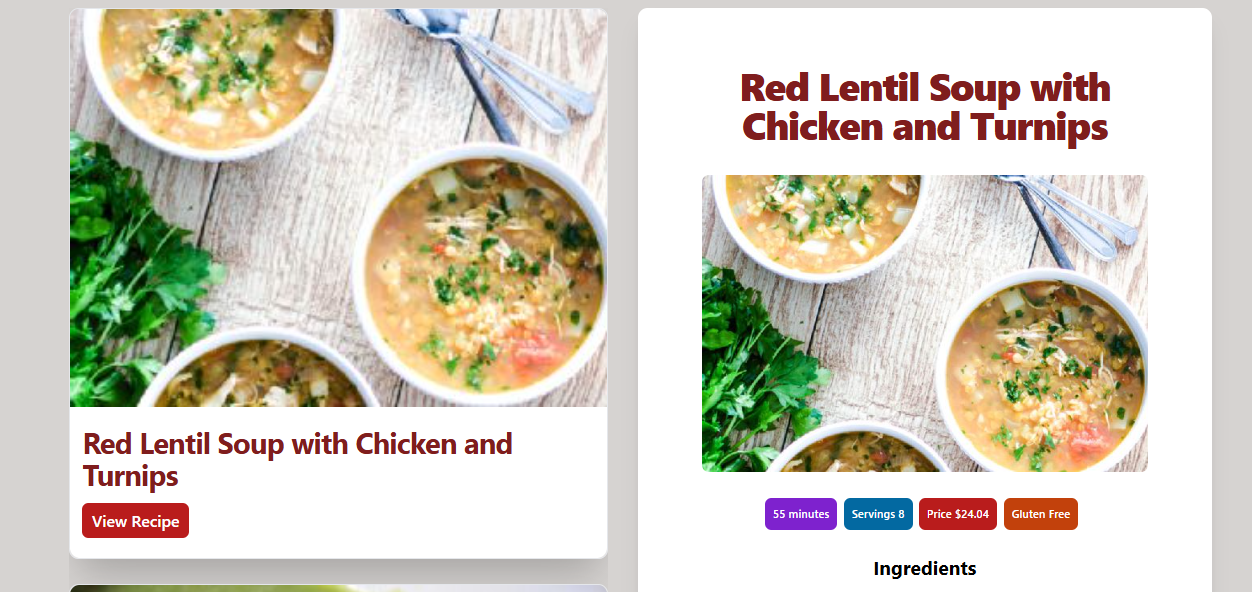 Red Lentil Soup with Chicken and
Turnips
View Recipe
Red Lentil Soup with
Chicken and Turnips
55 minutes
Servings 8
Price $24.04
Gluten Free
Ingredients